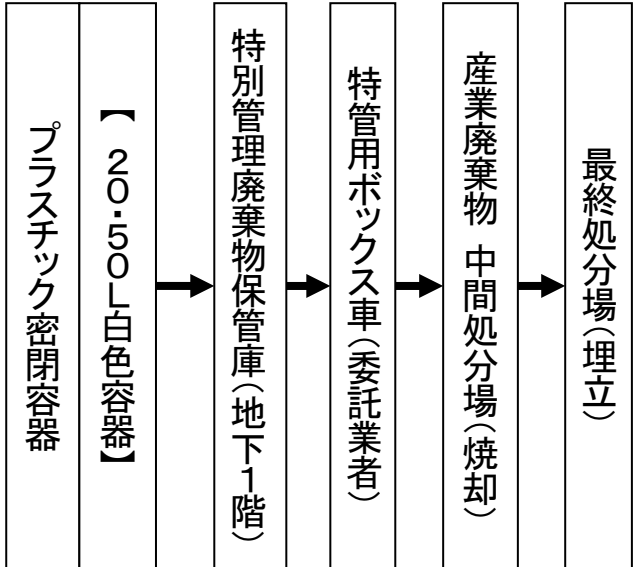 プラスチック密閉容器
【20・50L白色容器】
特別管理廃棄物保管庫(地下1階)
特管用ボックス車(委託業者)
産業廃棄物 中間処分場(焼却)
最終処分場(埋立)